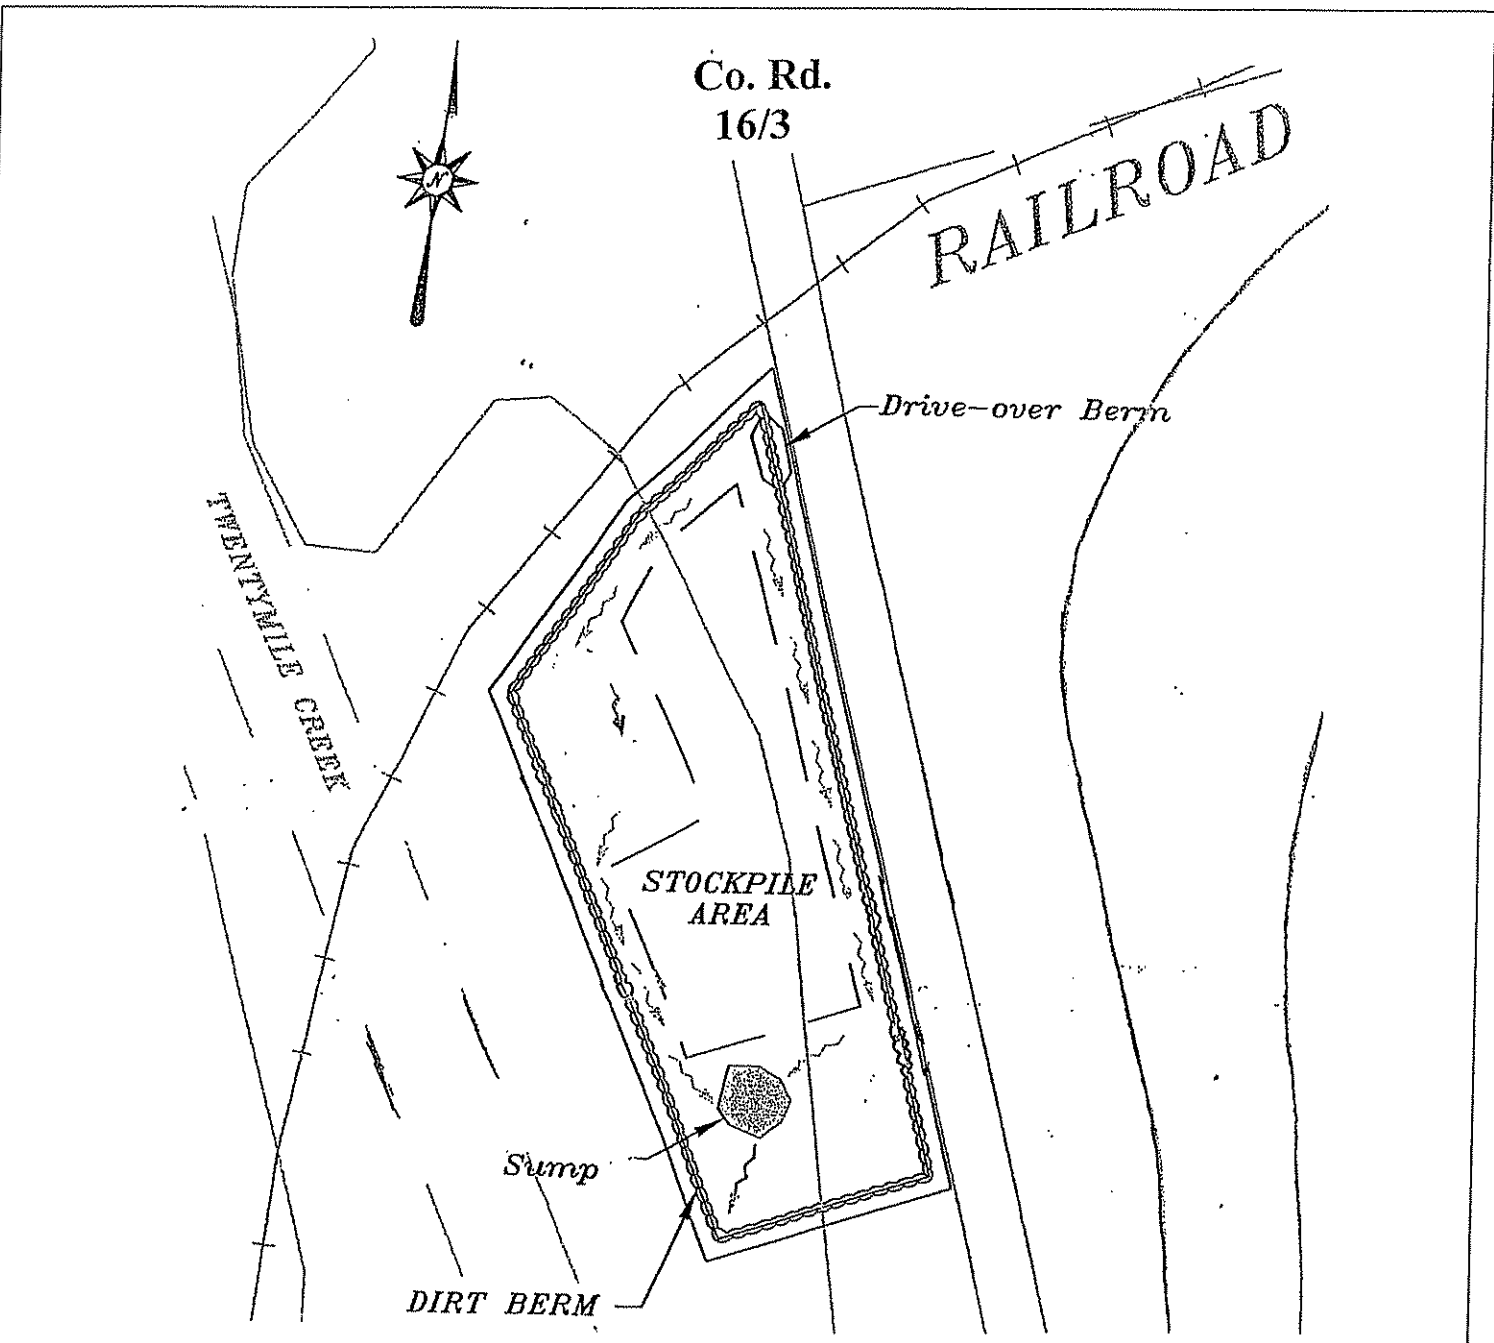 Co. Rd.
16/3
N
RAILROAD
Drive-over Berm
TWENTYMILE CREEK
STOCKPILE
AREA
Sump
DIRT BERM